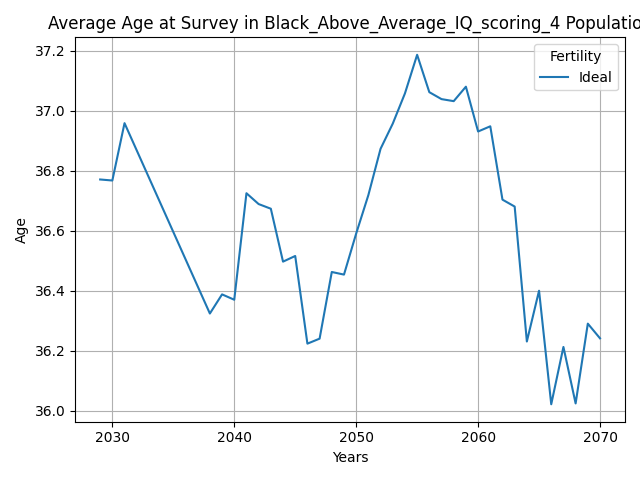 Average Age at Survey in Black_Above_Average_IQ_scoring_4 Populatio
37.2
37.0
36.8
36.6
36.4
36.2
36.0
Age
Fertility
Ideal
2030 2040 2050 2060 2070
Years